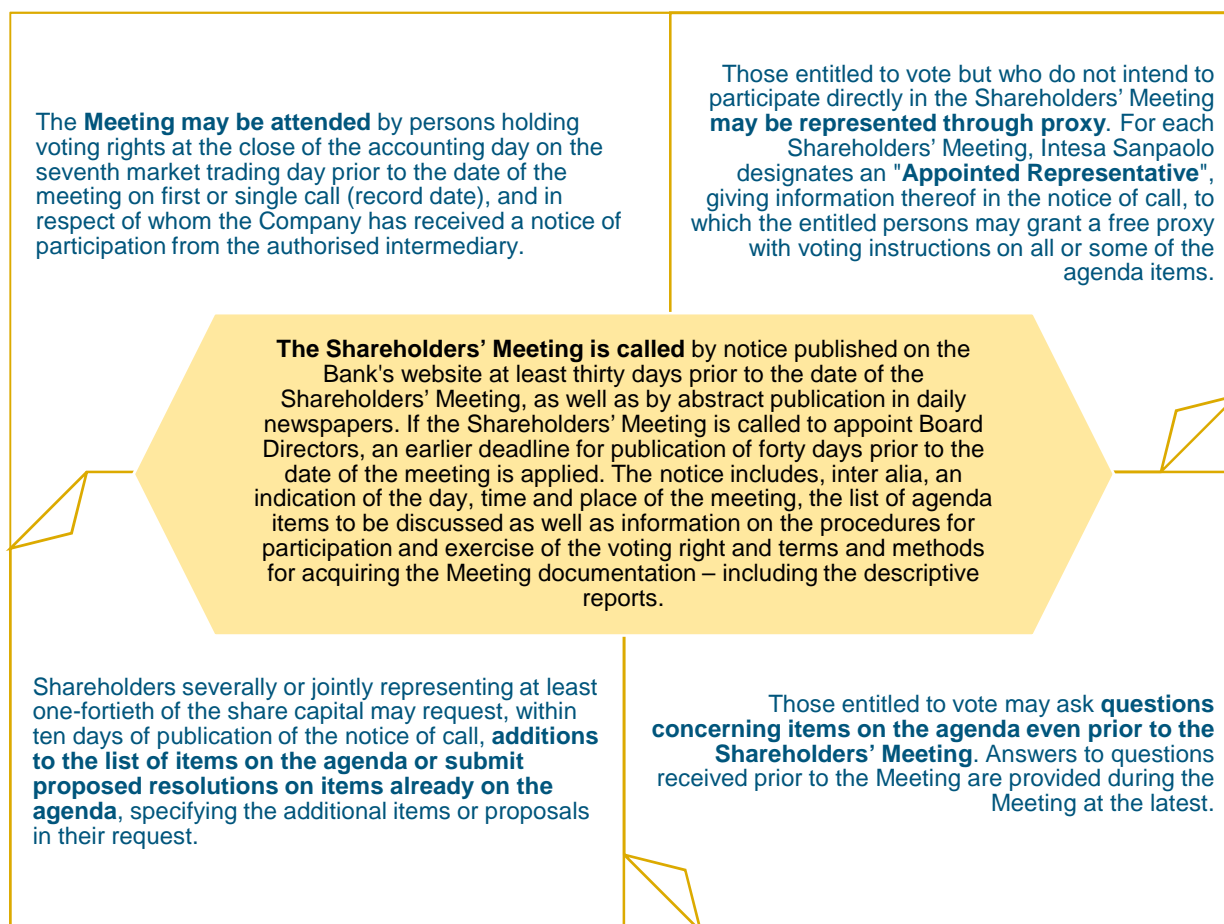 The Meeting may be attended by persons holding
voting rights at the close of the accounting day on the
seventh market trading day prior to the date of the
meeting on first or single call (record date), and in
respect of whom the Company has received a notice of
participation from the authorised intermediary.
Those entitled to vote but who do not intend to
participate directly in the Shareholders’ Meeting
may be represented through proxy. For each
Shareholders’ Meeting, Intesa Sanpaolo
designates an "Appointed Representative",
giving information thereof in the notice of call, to
which the entitled persons may grant a free proxy
with voting instructions on all or some of the
agenda items.
The Shareholders’ Meeting is called by notice published on the
Bank's website at least thirty days prior to the date of the
Shareholders’ Meeting, as well as by abstract publication in daily
newspapers. If the Shareholders’ Meeting is called to appoint Board
Directors, an earlier deadline for publication of forty days prior to the
date of the meeting is applied. The notice includes, inter alia, an
indication of the day, time and place of the meeting, the list of agenda
items to be discussed as well as information on the procedures for
participation and exercise of the voting right and terms and methods
for acquiring the Meeting documentation – including the descriptive
reports.
Shareholders severally or jointly representing at least
one-fortieth of the share capital may request, within
ten days of publication of the notice of call, additions
to the list of items on the agenda or submit
proposed resolutions on items already on the
agenda, specifying the additional items or proposals
in their request.
Those entitled to vote may ask questions
concerning items on the agenda even prior to the
Shareholders’ Meeting. Answers to questions
received prior to the Meeting are provided during the
Meeting at the latest.